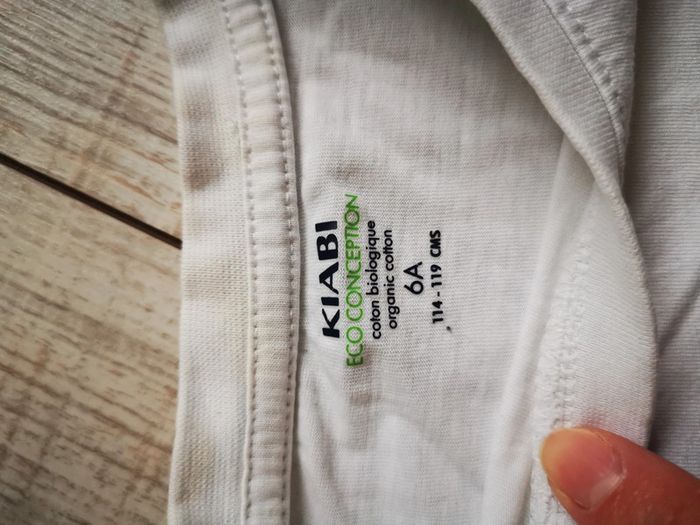 KIABI
ECO CONCEPTION
coton biologique
organic cotton
6A
114 - 119 CMS